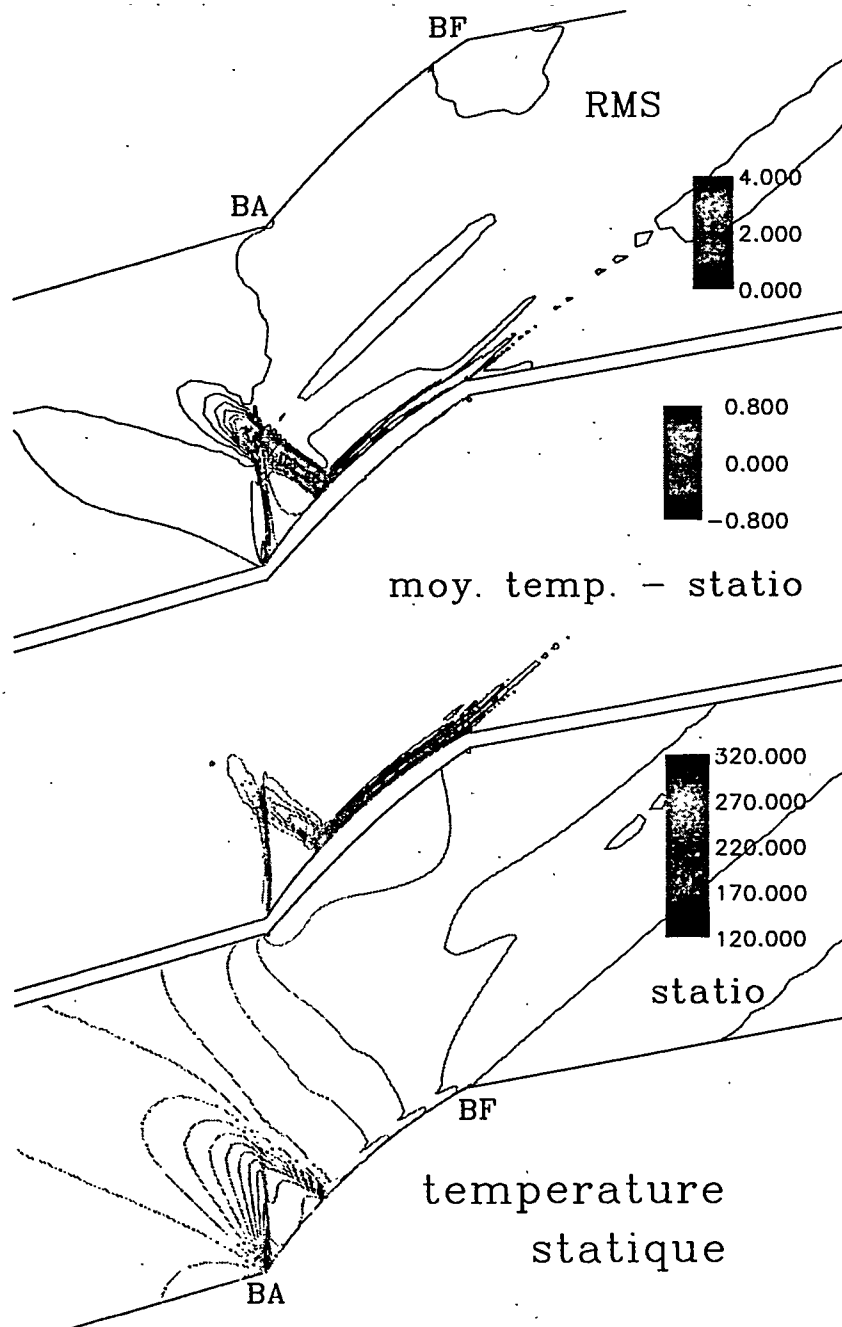 BF
RMS
BA
4.000
2.000
0.000
0.800
0.000
-0.800
moy. temp. - statio
320.000
270.000
220.000
170.000
120.000
statio
BF
temperature
statique
BA